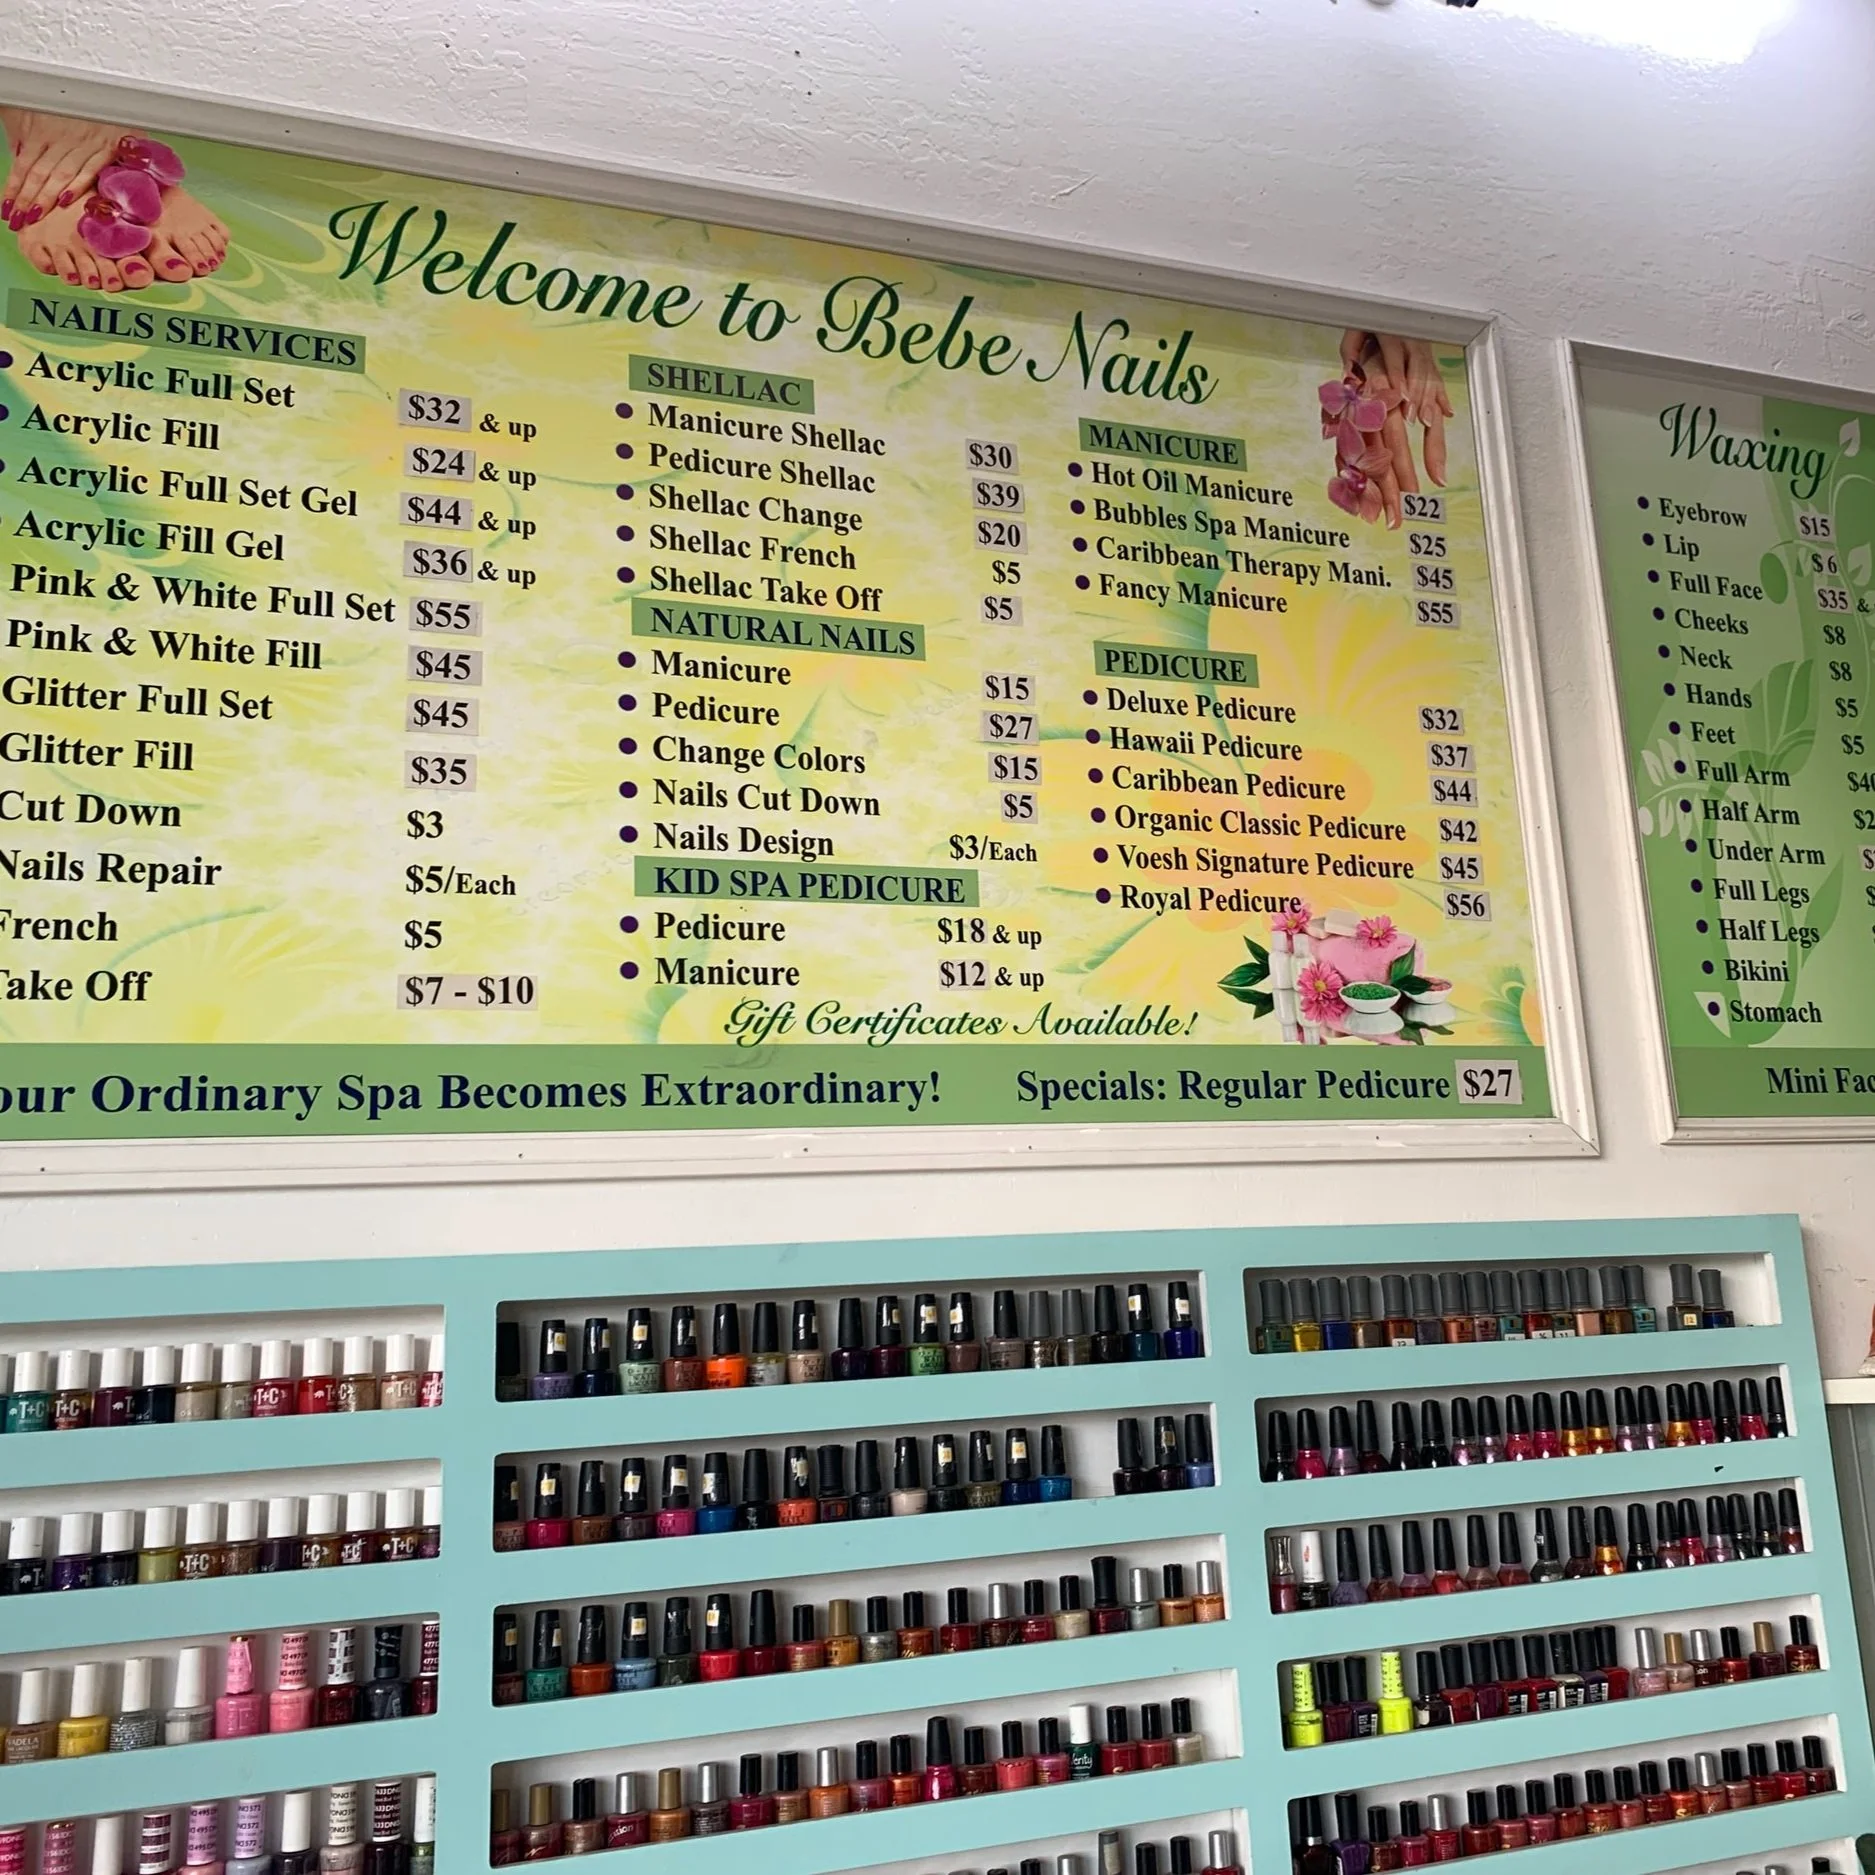 Welcome to Bebe Nails
NAILS SERVICES
Acrylic Full Set $32 & up
Acrylic Fill $24 & up
Acrylic Full Set Gel $44 & up
Acrylic Fill Gel $36 & up
Pink & White Full Set $55
Pink & White Fill $45
Glitter Full Set $45
Glitter Fill $35
Cut Down $3
Nails Repair $5/Each
French $5
Take Off $7 - $10
SHELLAC
Manicure Shellac $30
Pedicure Shellac $39
Shellac Change $20
Shellac French $5
Shellac Take Off $5
NATURAL NAILS
Manicure $15
Pedicure $27
Change Colors $15
Nails Cut Down $5
Nails Design $3/Each
KID SPA PEDICURE
Pedicure $18 & up
Manicure $12 & up
MANICURE
Hot Oil Manicure $22
Bubbles Spa Manicure $25
Caribbean Therapy Mani. $45
Fancy Manicure $55
PEDICURE
Deluxe Pedicure $32
Hawaii Pedicure $37
Caribbean Pedicure $44
Organic Classic Pedicure $42
Voesh Signature Pedicure $45
Royal Pedicure $56
Gift Certificates Available!
our Ordinary Spa Becomes Extraordinary! Specials: Regular Pedicure $27
Waxing
Eyebrow $15
Lip $6
Full Face $35 &
Cheeks $8
Neck $8
Hands $5
Feet $5
Full Arm
Half Arm
Under Arm
Full Legs
Half Legs
Bikini
Stomach
Mini
T+C
T+C
T+C
T+C
T+C
T+C
T+C